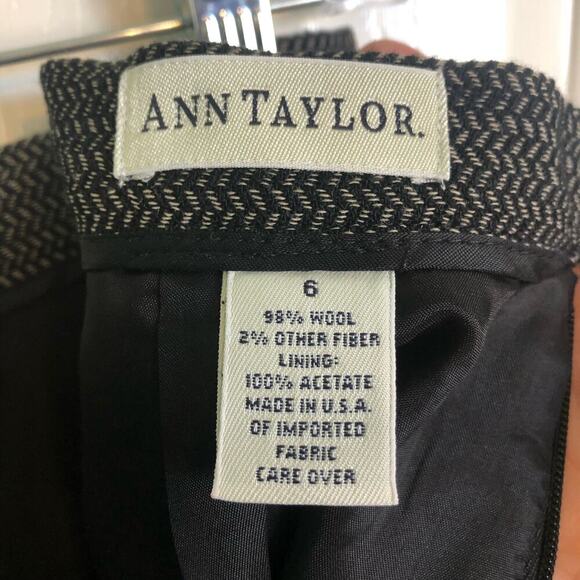 ANN TAYLOR.
6
98% WOOL
2% OTHER FIBER
LINING:
100% ACETATE
MADE IN U.S.A.
OF IMPORTED
FABRIC
CARE OVER